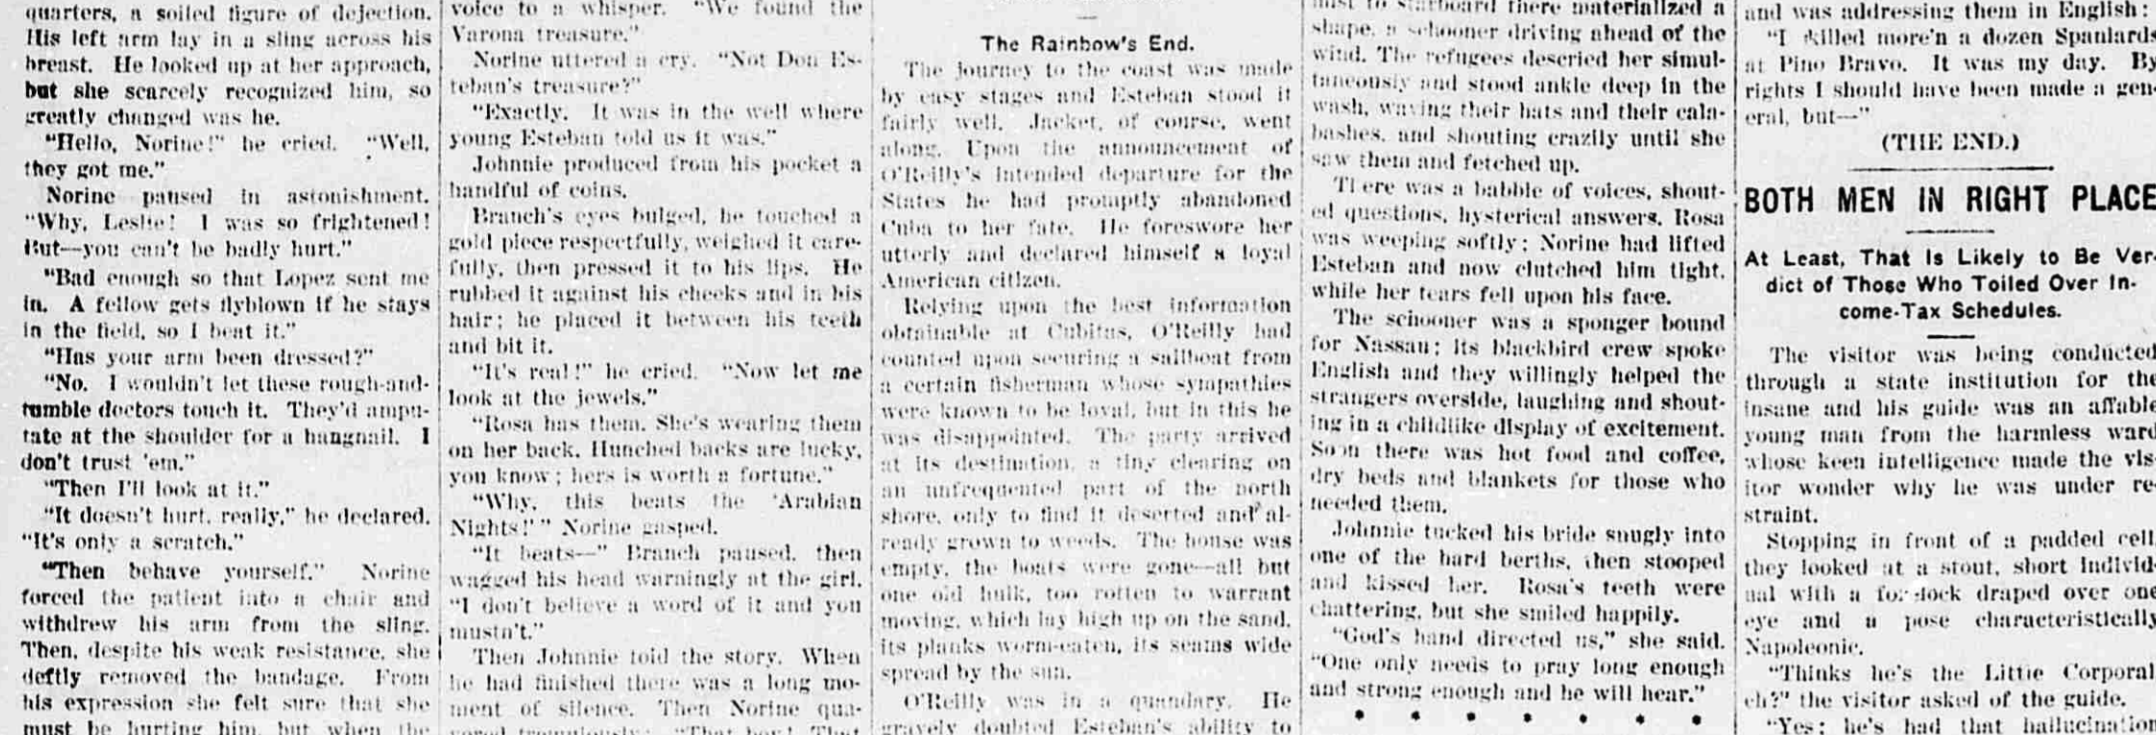 quarters, a soiled figure of dejection.
His left arm lay in a sling across his
breast. He looked up at her approach,
but she scarcely recognized him, so
greatly changed was he.
"Hello, Norine!" he cried. "Well,
they got me."
Norine paused in astonishment.
"Why, Leslie! I was so frightened!
But—you can't be badly hurt."
"Bad enough so that Lopez sent me
in. A fellow gets flyblown if he stays
in the field, so I beat it."
"Has your arm been dressed?"
"No. I wouldn't let these rough-and-
tumble doctors touch it. They'd ampu-
tate at the shoulder for a hangnail. I
don't trust 'em."
"Then I'll look at it."
"It doesn't hurt, really," he declared.
"It's only a scratch."
"Then behave yourself." Norine
forced the patient into a chair and
withdrew his arm from the sling.
Then, despite his weak resistance, she
deftly removed the bandage. From
his expression she felt sure that she
must be hurting him, but when the
voice to a whisper. "We found the
Varona treasure."
Norine uttered a cry. "Not Don Es-
teban's treasure?"
"Exactly. It was in the well where
young Esteban told us it was."
Johnnie produced from his pocket a
handful of coins.
Branch's eyes bulged, he touched a
gold piece respectfully, weighed it care-
fully, then pressed it to his lips. He
rubbed it against his cheeks and in his
hair; he placed it between his teeth
and bit it.
"It's real!" he cried. "Now let me
look at the jewels."
"Rosa has them. She's wearing them
on her back. Hunched backs are lucky,
you know; hers is worth a fortune."
"Why, this beats the 'Arabian
Nights!'" Norine gasped.
"It beats—" Branch paused, then
wagged his head warningly at the girl.
"I don't believe a word of it and you
mustn't."
Then Johnnie told the story. When
he had finished there was a long mo-
ment of silence. Then Norine qua-
vered tremulously: "That boy! That
The Rainbow's End.
The journey to the coast was made
by easy stages and Esteban stood it
fairly well. Jacket, of course, went
along. Upon the announcement of
O'Reilly's intended departure for the
States he had promptly abandoned
Cuba to her fate. He foreswore her
utterly and declared himself a loyal
American citizen.
Relying upon the best information
obtainable at Cubitas, O'Reilly had
counted upon securing a sailboat from
a certain fisherman whose sympathies
were known to be loyal, but in this he
was disappointed. The party arrived
at its destination, a tiny clearing on
an unfrequented part of the north
shore, only to find it deserted and al-
ready grown to weeds. The house was
empty, the boats were gone—all but
one old hulk, too rotten to warrant
moving, which lay high up on the sand,
its planks worm-eaten, its seams wide
spread by the sun.
O'Reilly was in a quandary. He
gravely doubted Esteban's ability to
mist to starboard there materialized a
shape, a schooner driving ahead of the
wind. The refugees descried her simul-
taneously and stood ankle deep in the
wash, waving their hats and their cala-
bashes, and shouting crazily until she
saw them and fetched up.
There was a babble of voices, shout-
ed questions, hysterical answers. Rosa
was weeping softly; Norine had lifted
Esteban and now clutched him tight,
while her tears fell upon his face.
The schooner was a sponger bound
for Nassau; its blackbird crew spoke
English and they willingly helped the
strangers overside, laughing and shout-
ing in a childlike display of excitement.
Soon there was hot food and coffee,
dry beds and blankets for those who
needed them.
Johnnie tucked his bride snugly into
one of the hard berths, then stooped
and kissed her. Rosa's teeth were
chattering, but she smiled happily.
"God's hand directed us," she said.
"One only needs to pray long enough
and strong enough and he will hear."
* * * * * * *
and was addressing them in English:
"I killed more'n a dozen Spaniards
at Pino Bravo. It was my day. By
rights I should have been made a gen-
eral, but—"
(THE END.)
BOTH MEN IN RIGHT PLACE
At Least, That Is Likely to Be Ver-
dict of Those Who Toiled Over In-
come-Tax Schedules.
The visitor was being conducted
through a state institution for the
insane and his guide was an affable
young man from the harmless ward
whose keen intelligence made the vis-
itor wonder why he was under re-
straint.
Stopping in front of a padded cell,
they looked at a stout, short individ-
ual with a forelock draped over one
eye and a pose characteristically
Napoleonic.
"Thinks he's the Little Corporal,
eh?" the visitor asked of the guide.
"Yes; he's had that hallucination